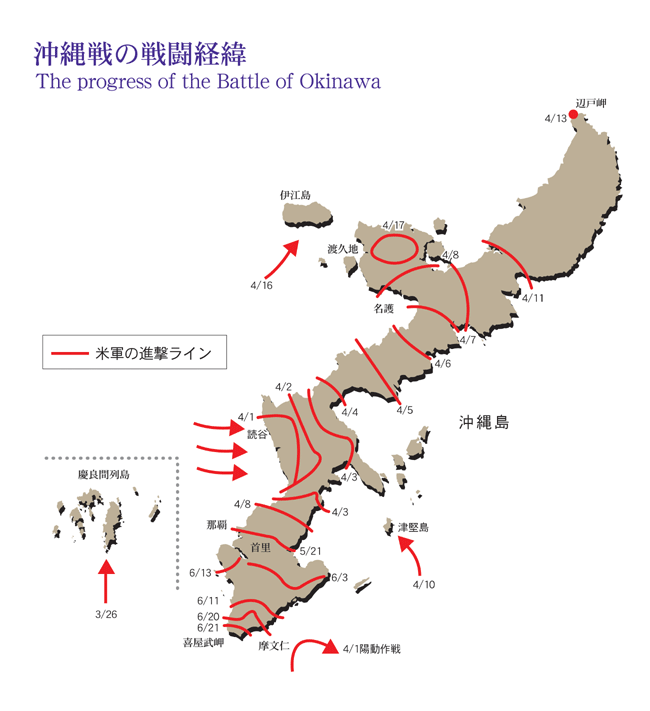 沖縄戦の戦闘経緯
The progress of the Battle of Okinawa
辺戸岬
4/13
伊江島
4/17
渡久地
4/8
4/16
4/11
名護
4/7
米軍の進撃ライン
4/6
4/2
4/4
4/5
4/1
沖縄島
読谷
4/3
慶良間列島
4/8
4/3
那覇
津堅島
首里
5/21
6/13
6/3
4/10
6/11
3/26
6/20
6/21
喜屋武岬
摩文仁
4/1陽動作戦